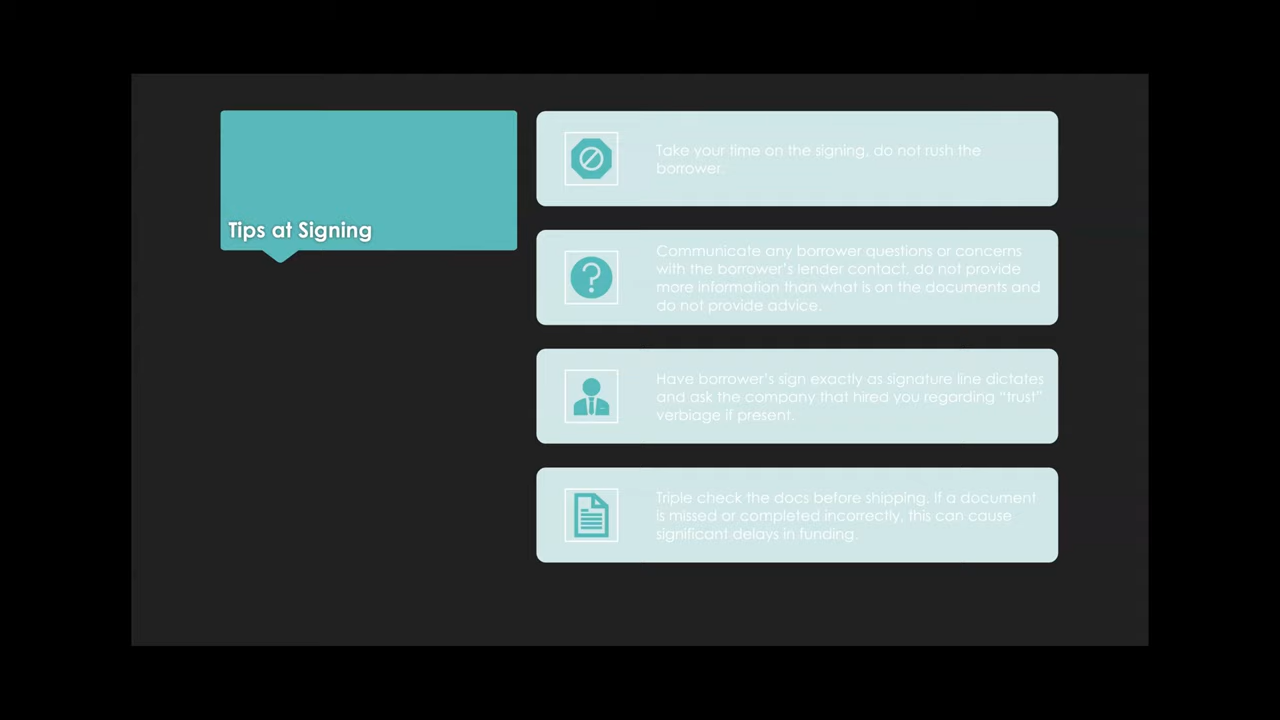 Tips at Signing
Take your time on the signing, do not rush the
borrower.
Communicate any borrower questions or concerns
with the borrower's lender contact. do not provide
more information than what is on the documents and
do not provide advice.
Have borrower's sign exactly as signature line dictates
and ask the company that hired you regarding “trust”
verbiage if present.
Triple check the docs before shipping. If a document
is missed or completed incorrectly, this can cause
significant delays in funding.